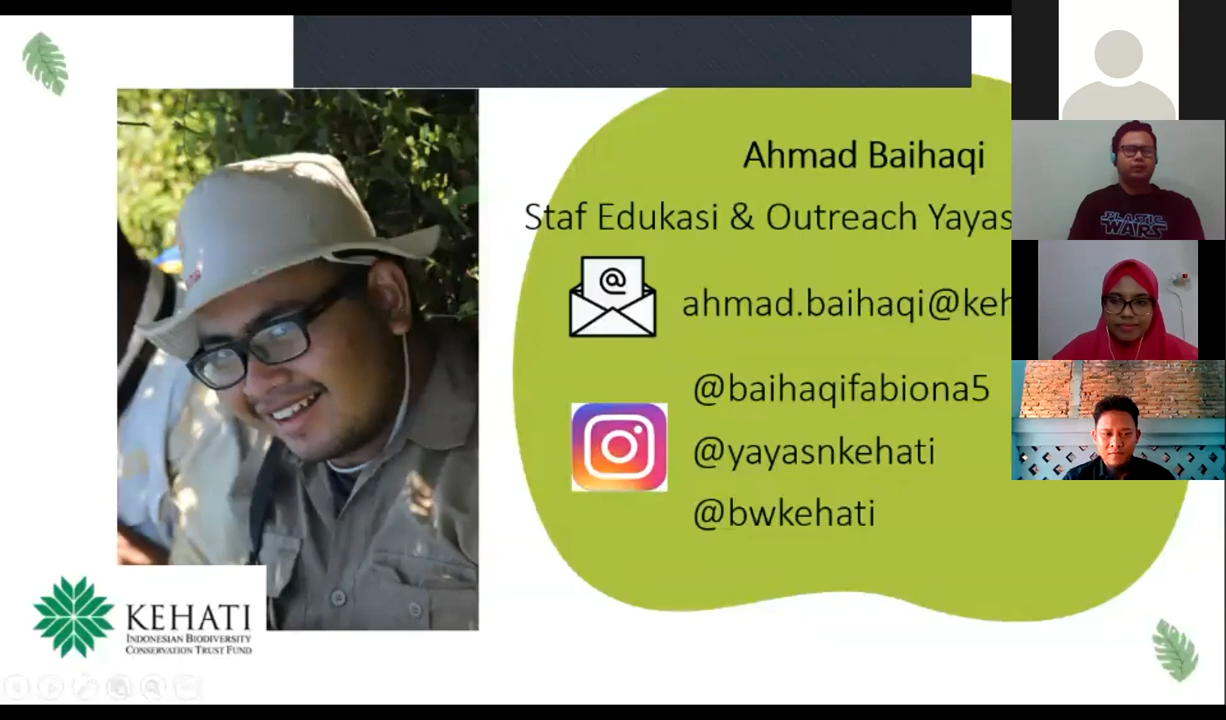 Ahmad Baihaqi
Staf Edukasi & Outreach Yayas
@
ahmad.baihaqi@keh
@baihaqifabiona5
@yayasnkehati
@bwkehati
PLASTIC
WARS
KEHATI
INDONESIAN BIODIVERSITY
CONSERVATION TRUST FUND